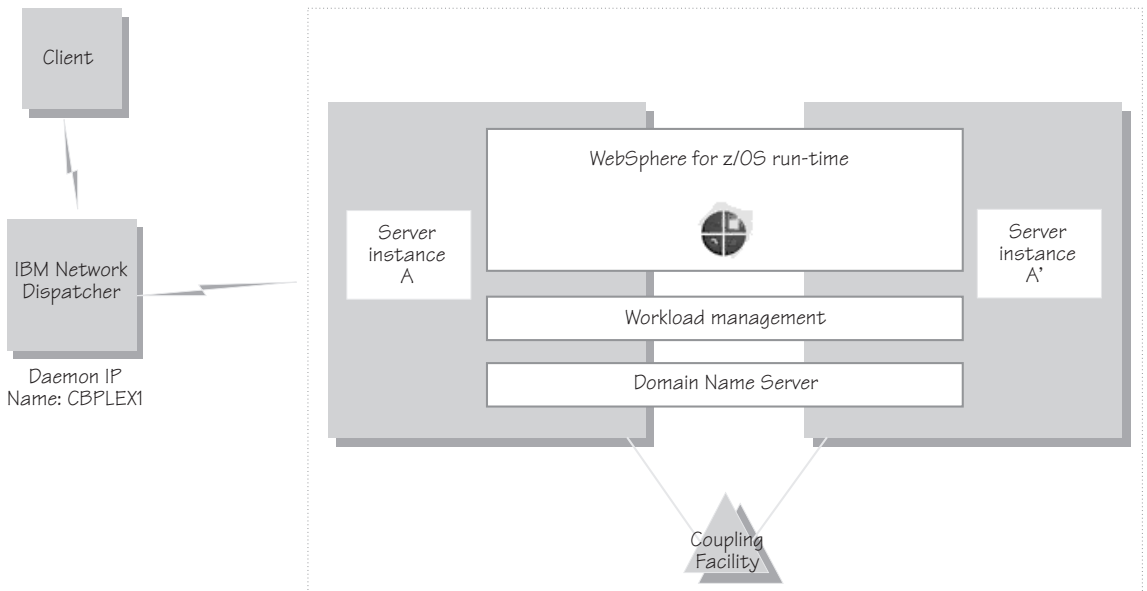 Client
IBM Network
Dispatcher
Daemon IP
Name: CBPLEX1
WebSphere for z/OS run-time
Server
instance
A
Server
instance
A’
Workload management
Domain Name Server
Coupling
Facility